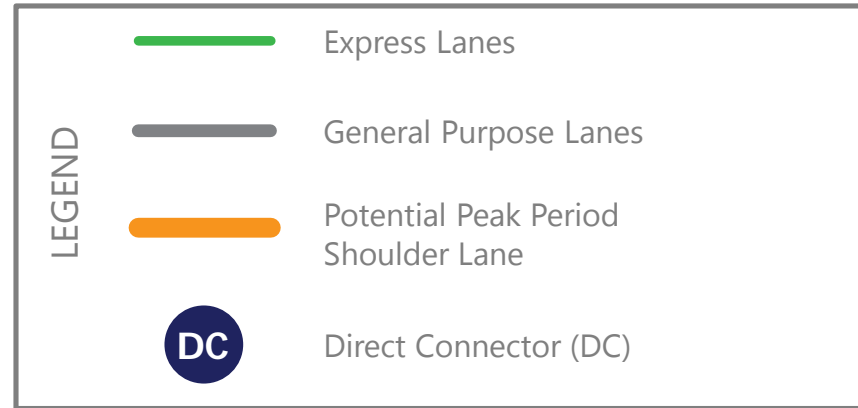 LEGEND
Express Lanes
General Purpose Lanes
Potential Peak Period
Shoulder Lane
DC
Direct Connector (DC)